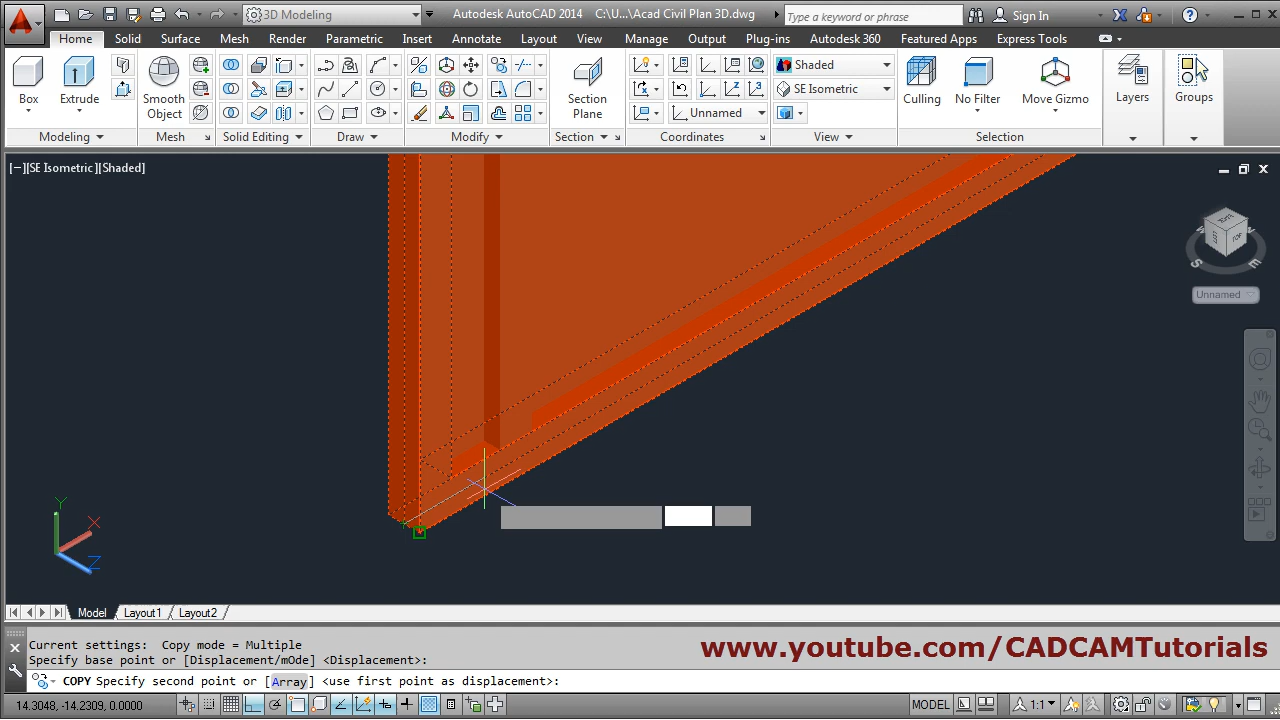 3D Modeling
Autodesk AutoCAD 2014 C:\U...\Acad Civil Plan 3D.dwg
Type a keyword or phrase
Sign In
Home Solid Surface Mesh Render Parametric Insert Annotate Layout View Manage Output Plug-ins Autodesk 360 Featured Apps Express Tools
Box
Extrude
Smooth
Object
Section
Plane
Unnamed
Shaded
SE Isometric
Culling
No Filter
Move Gizmo
Layers
Groups
Modeling
Mesh
Solid Editing
Draw
Modify
Section
Coordinates
View
Selection
[−][SE Isometric][Shaded]
TOP
S
E
Unnamed
Y
X
Z
Model Layout1 Layout2
Current settings: Copy mode = Multiple
Specify base point or [Displacement/mOde] <Displacement>:
COPY Specify second point or [Array] <use first point as displacement>:
www.youtube.com/CADCAMTutorials
14.3048, -14.2309, 0.0000
MODEL
1:1